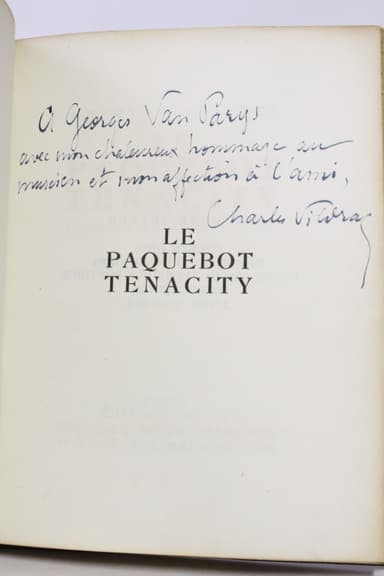 A Georges Van Parys
avec mon chaleureux hommage au
musicien et mon affection à l'ami,
Charles Vildrac
LE
PAQUEBOT
TENACITY